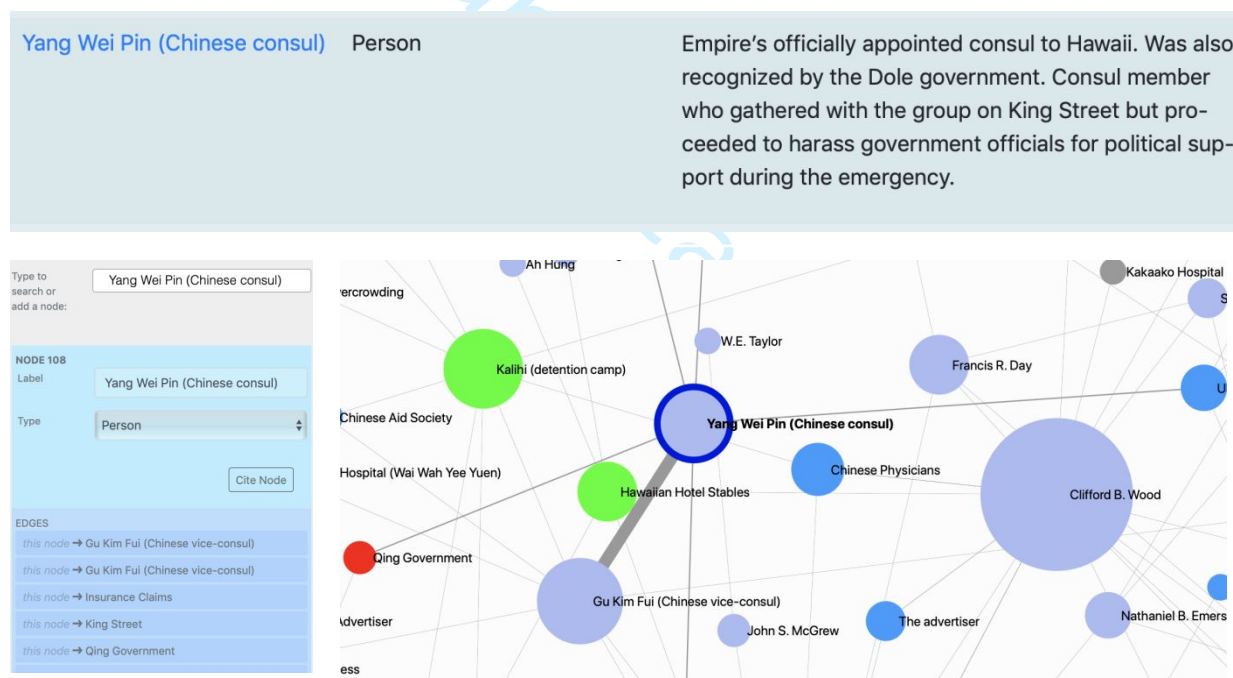 Yang Wei Pin (Chinese consul)
Person
Empire's officially appointed consul to Hawaii. Was also
recognized by the Dole government. Consul member
who gathered with the group on King Street but pro-
ceeded to harass government officials for political sup-
port during the emergency.
Type to
search or
add a node:
Yang Wei Pin (Chinese consul)
NODE 108
Label
Yang Wei Pin (Chinese consul)
Type
Person
Cite Node
EDGES
this node → Gu Kim Fui (Chinese vice-consul)
this node → Gu Kim Fui (Chinese vice-consul)
this node → Insurance Claims
this node → King Street
this node → Qing Government
Ah Hung
Kakaako Hospital
ercrowding
S
W.E. Taylor
Kalihi (detention camp)
Francis R. Day
U
Chinese Aid Society
Yang Wei Pin (Chinese consul)
Hospital (Wai Wah Yee Yuen)
Chinese Physicians
Hawaiian Hotel Stables
Clifford B. Wood
Qing Government
Gu Kim Fui (Chinese vice-consul)
Nathaniel B. Emers
Advertiser
The advertiser
John S. McGrew
ess